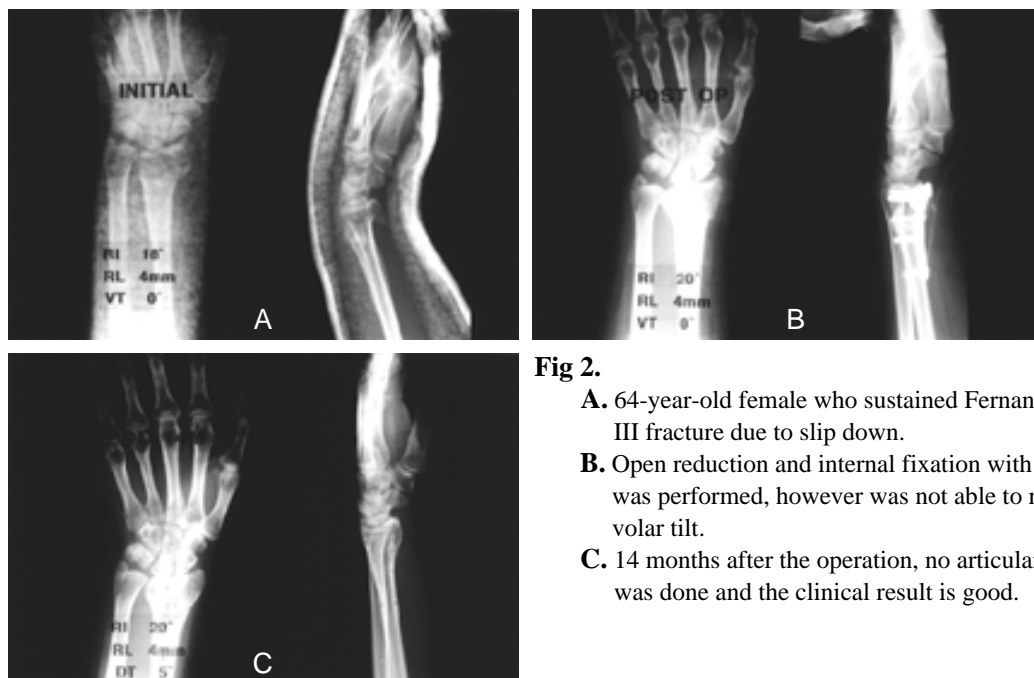 INITIAL
RI 18°
RL 4mm
VT 0°
A
POST OP
RI 20°
RL 4mm
VT 0°
B
RI 20°
RL 4mm
DT 5°
C
Fig 2.
A. 64-year-old female who sustained
III fracture due to slip down.
B. Open reduction and internal fixation with
was performed, however was not able to
volar tilt.
C. 14 months after the operation, no articular
was done and the clinical result is good.